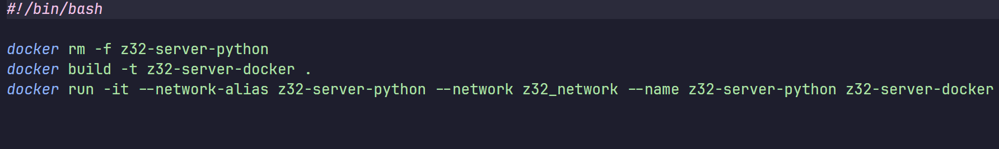 #!/bin/bash
docker rm -f z32-server-python
docker build -t z32-server-docker .
docker run -it --network-alias z32-server-python --network z32_network --name z32-server-python z32-server-docker